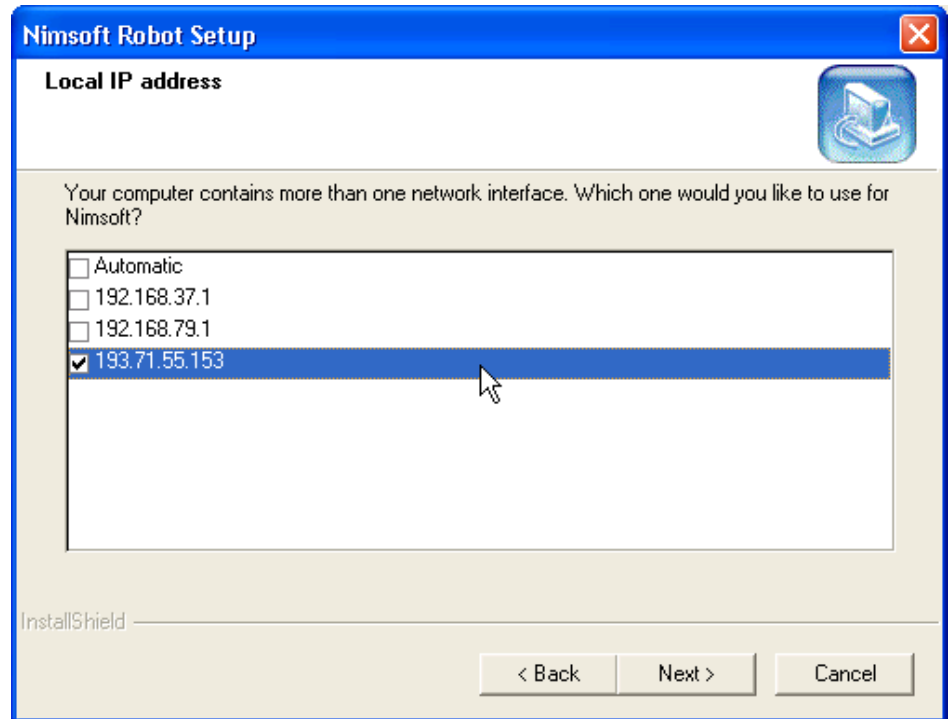 Nimsoft Robot Setup
Local IP address
Your computer contains more than one network interface. Which one would you like to use for
Nimsoft?
Automatic
192.168.37.1
192.168.79.1
193.71.55.153
InstallShield
< Back
Next >
Cancel